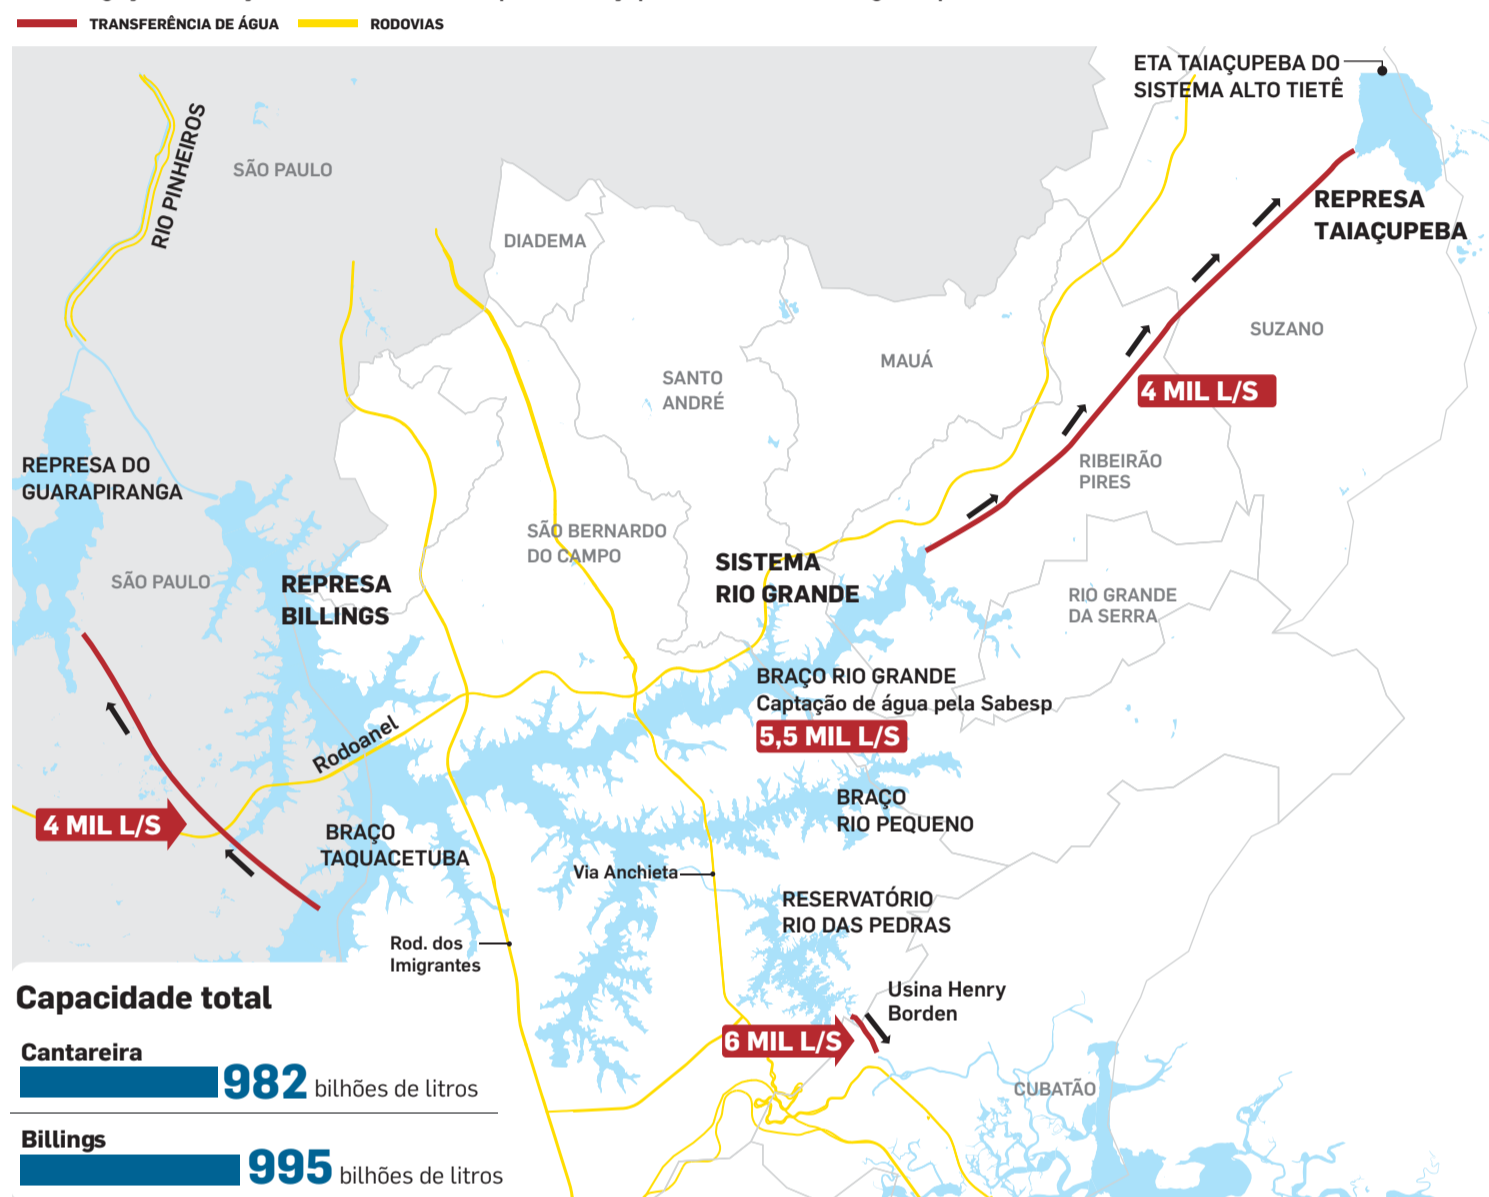 TRANSFERÊNCIA DE ÁGUA
RODOVIAS
ETA TAIAÇUPEBA DO
SISTEMA ALTO TIETÊ
RIO PINHEIROS
SÃO PAULO
REPRESA
TAIAÇUPEBA
DIADEMA
SUZANO
MAUÁ
SANTO
ANDRÉ
4 MIL L/S
REPRESA DO
GUARAPIRANGA
RIBEIRÃO
PIRES
SÃO BERNARDO
DO CAMPO
SISTEMA
RIO GRANDE
SÃO PAULO
REPRESA
BILLINGS
RIO GRANDE
DA SERRA
BRAÇO RIO GRANDE
Captação de água pela Sabesp
5,5 MIL L/S
Rodoanel
BRAÇO
RIO PEQUENO
4 MIL L/S
BRAÇO
TAQUACETUBA
Via Anchieta
RESERVATÓRIO
RIO DAS PEDRAS
Rod. dos
Imigrantes
Usina Henry
Borden
6 MIL L/S
CUBATÃO
Capacidade total
Cantareira
982 bilhões de litros
Billings
995 bilhões de litros